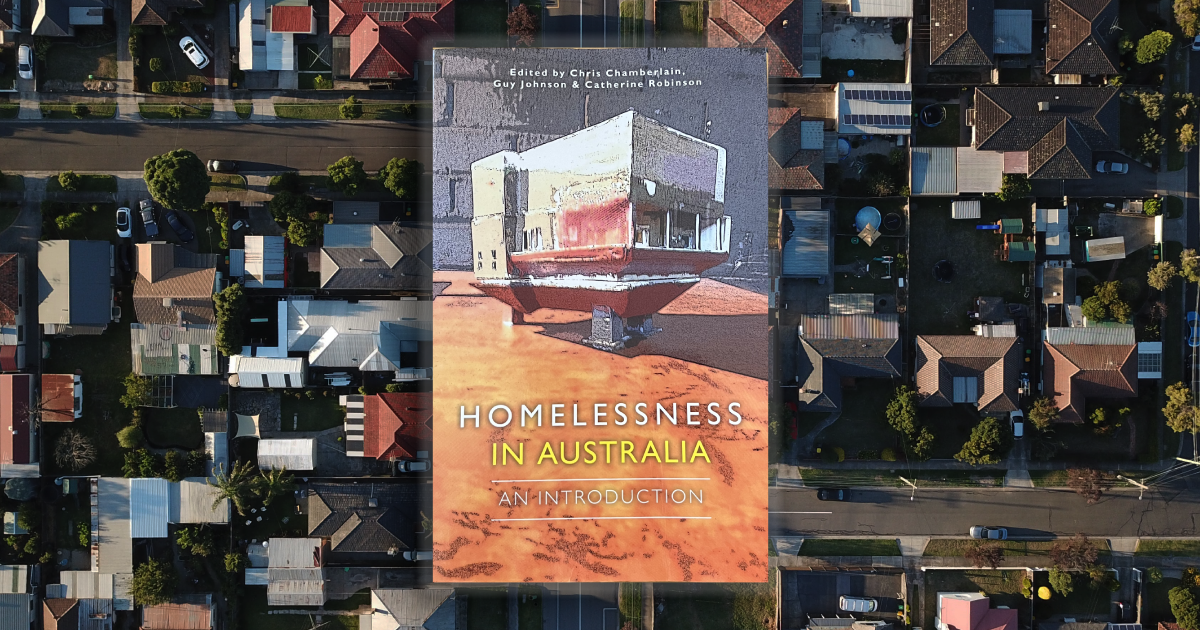 Edited by Chris Chamberlain,
Guy Johnson & Catherine Robinson
HOMELESSNESS
IN AUSTRALIA
AN INTRODUCTION